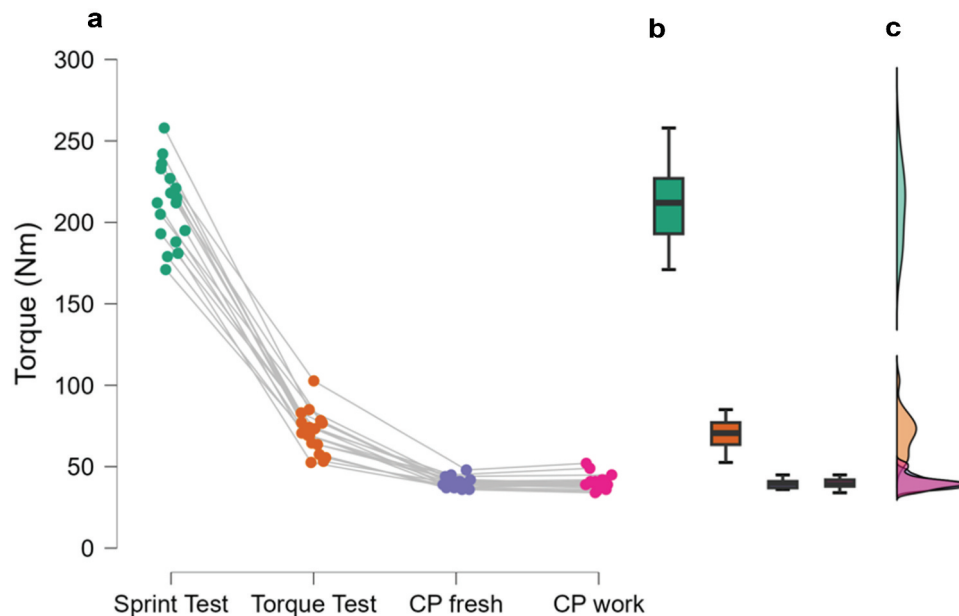 a
b
c
300
250
200
150
100
50
0
Torque (Nm)
Sprint Test
Torque Test
CP fresh
CP work